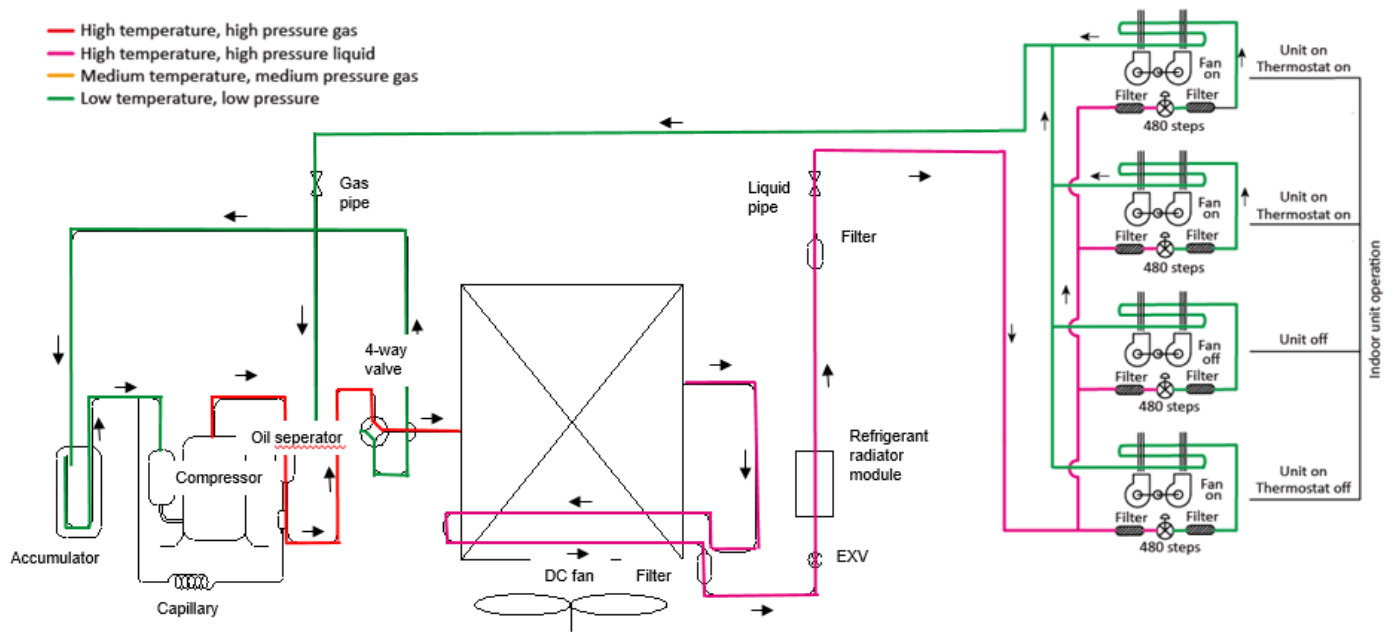 High temperature, high pressure gas
High temperature, high pressure liquid
Medium temperature, medium pressure gas
Low temperature, low pressure
Gas
pipe
4-way
valve
Oil seperator
Compressor
Accumulator
Capillary
DC fan
Filter
EXV
Refrigerant
radiator
module
Filter
Liquid
pipe
Fan
on
Filter
Filter
480 steps
Unit on
Thermostat on
Fan
on
Filter
Filter
480 steps
Unit on
Thermostat on
Fan
off
Filter
Filter
480 steps
Unit off
Fan
on
Filter
Filter
480 steps
Unit on
Thermostat off
Indoor unit operation